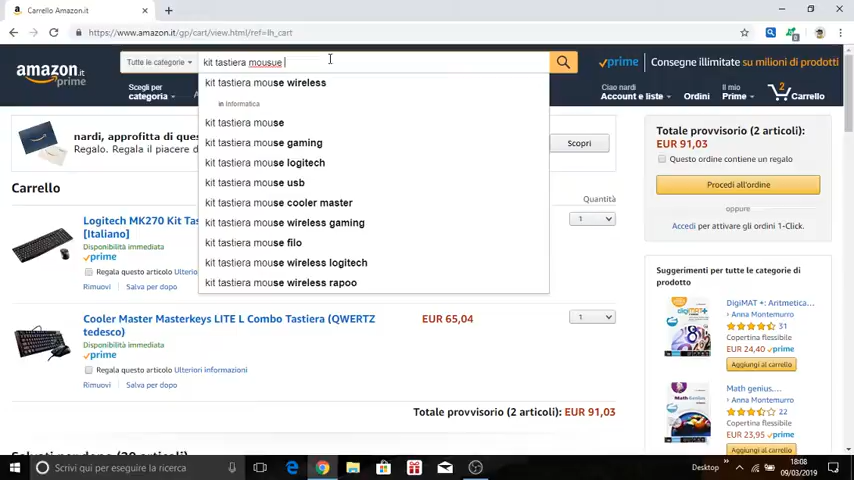 Carrello Amazon.it
https://www.amazon.it/gp/cart/view.html/ref=lh_cart
amazon.it
prime
Tutte le categorie
kit tastiera mousue
prime Consegne illimitate su milioni di prodotti
Scegli per
categoria
Ciao nardi
Account e liste
Ordini
Il mio
Prime
2
Carrello
kit tastiera mouse wireless
in Informatica
kit tastiera mouse
kit tastiera mouse gaming
kit tastiera mouse logitech
kit tastiera mouse usb
kit tastiera mouse cooler master
kit tastiera mouse wireless gaming
kit tastiera mouse filo
kit tastiera mouse wireless logitech
kit tastiera mouse wireless rapoo
nardi, approfitta di ques
Regalo. Regala il piacere d
Scopri
Carrello
Quantità
Logitech MK270 Kit Tas
[Italiano]
Disponibilità immediata
prime
Regala questo articolo Ulterio
Rimuovi
Salva per dopo
1
Cooler Master Masterkeys LITE L Combo Tastiera (QWERTZ
tedesco)
EUR 65,04
1
Disponibilità immediata
prime
Regala questo articolo Ulteriori informazioni
Rimuovi
Salva per dopo
Totale provvisorio (2 articoli): EUR 91,03
Totale provvisorio (2 articoli):
EUR 91,03
Questo ordine contiene un regalo
Procedi all'ordine
oppure
Accedi per attivare gli ordini 1-Click.
Suggerimenti per tutte le categorie di
prodotto
DigiMAT +: Aritmetica...
› Anna Montemurro
31
Copertina flessibile
EUR 24,40 prime
Aggiungi al carrello
Math genius,...
› Anna Montemurro
22
Copertina flessibile
EUR 23,95 prime
Aggiungi al carrello
Scrivi qui per eseguire la ricerca
Desktop
18:08
09/03/2019